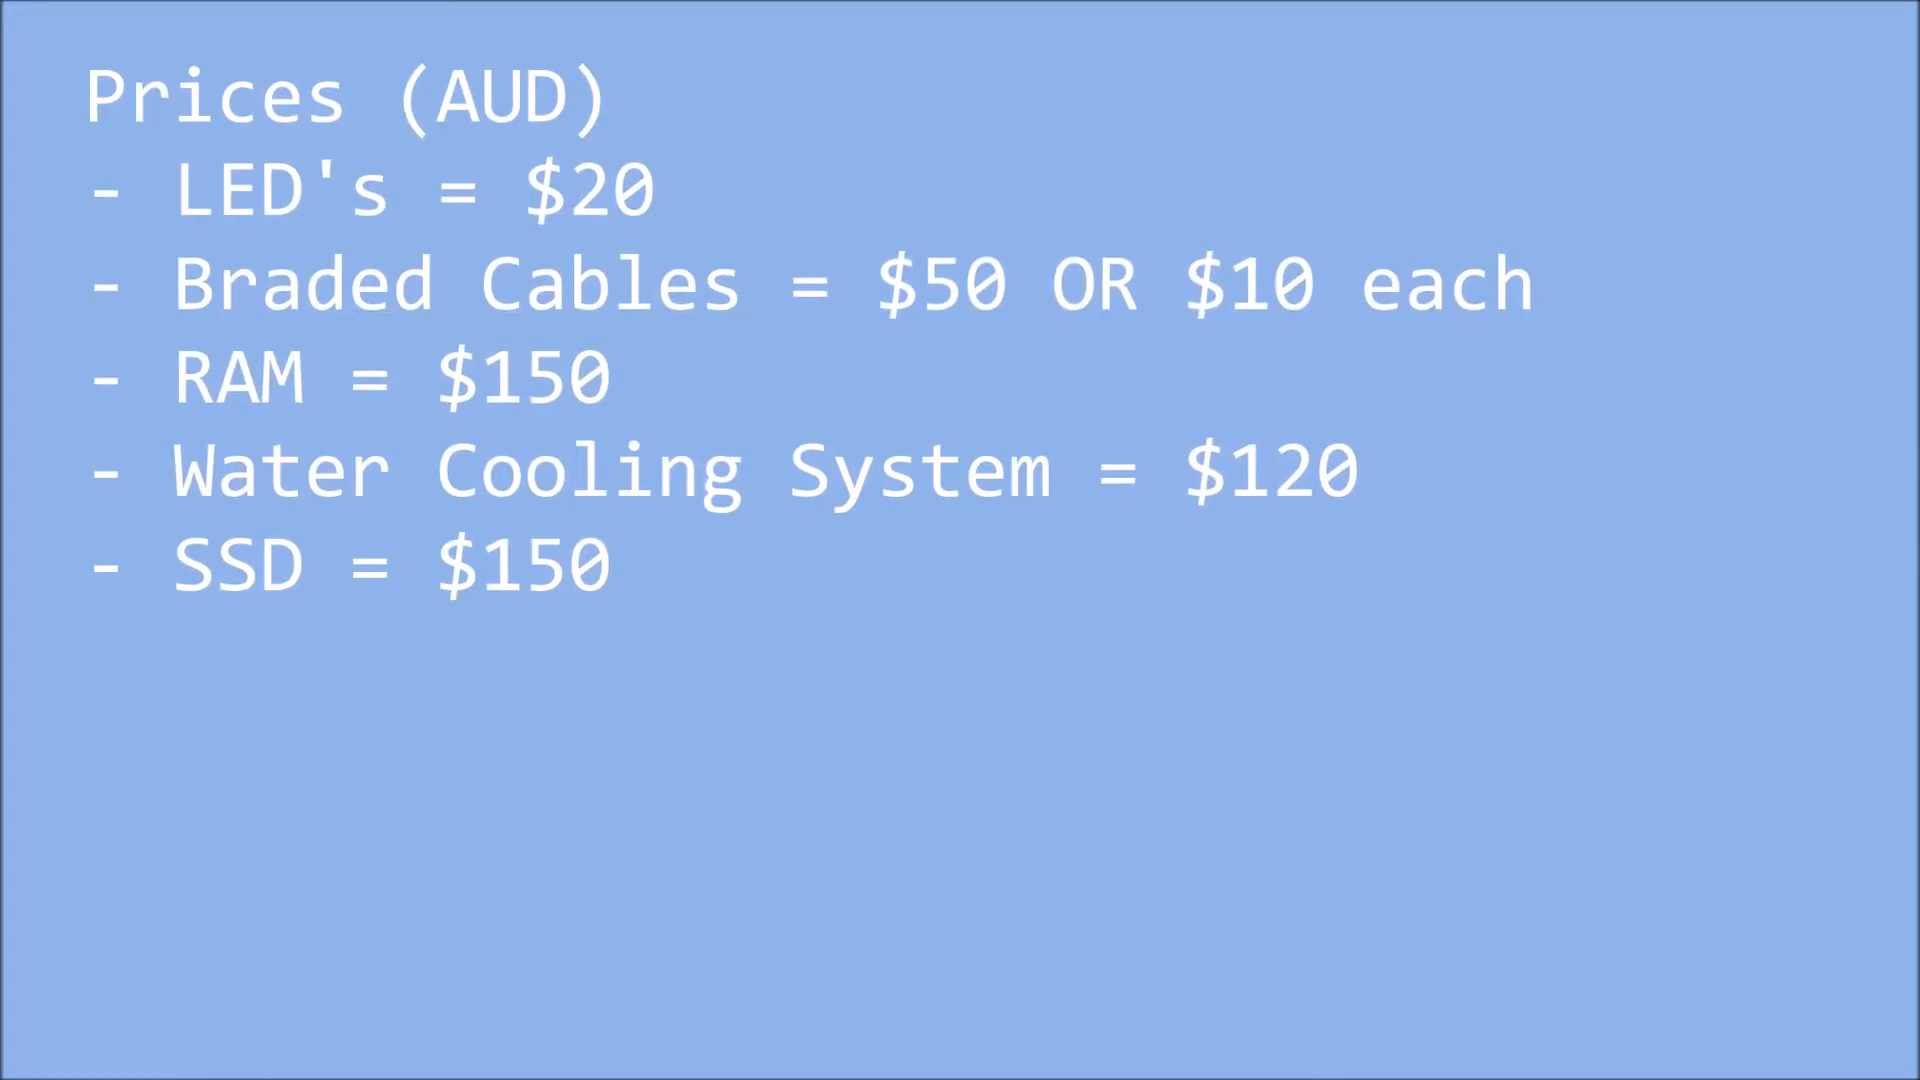 Prices (AUD)
- LED's = $20
- Braded Cables = $50 OR $10 each
- RAM = $150
- Water Cooling System = $120
- SSD = $150